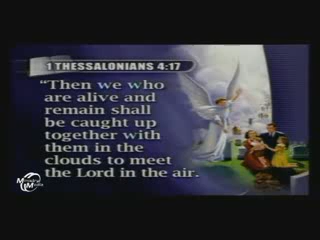 1 THESSALONIANS 4:17
“Then we who
are alive and
remain shall
be caught up
together with
them in the
clouds to meet
the Lord in the air.